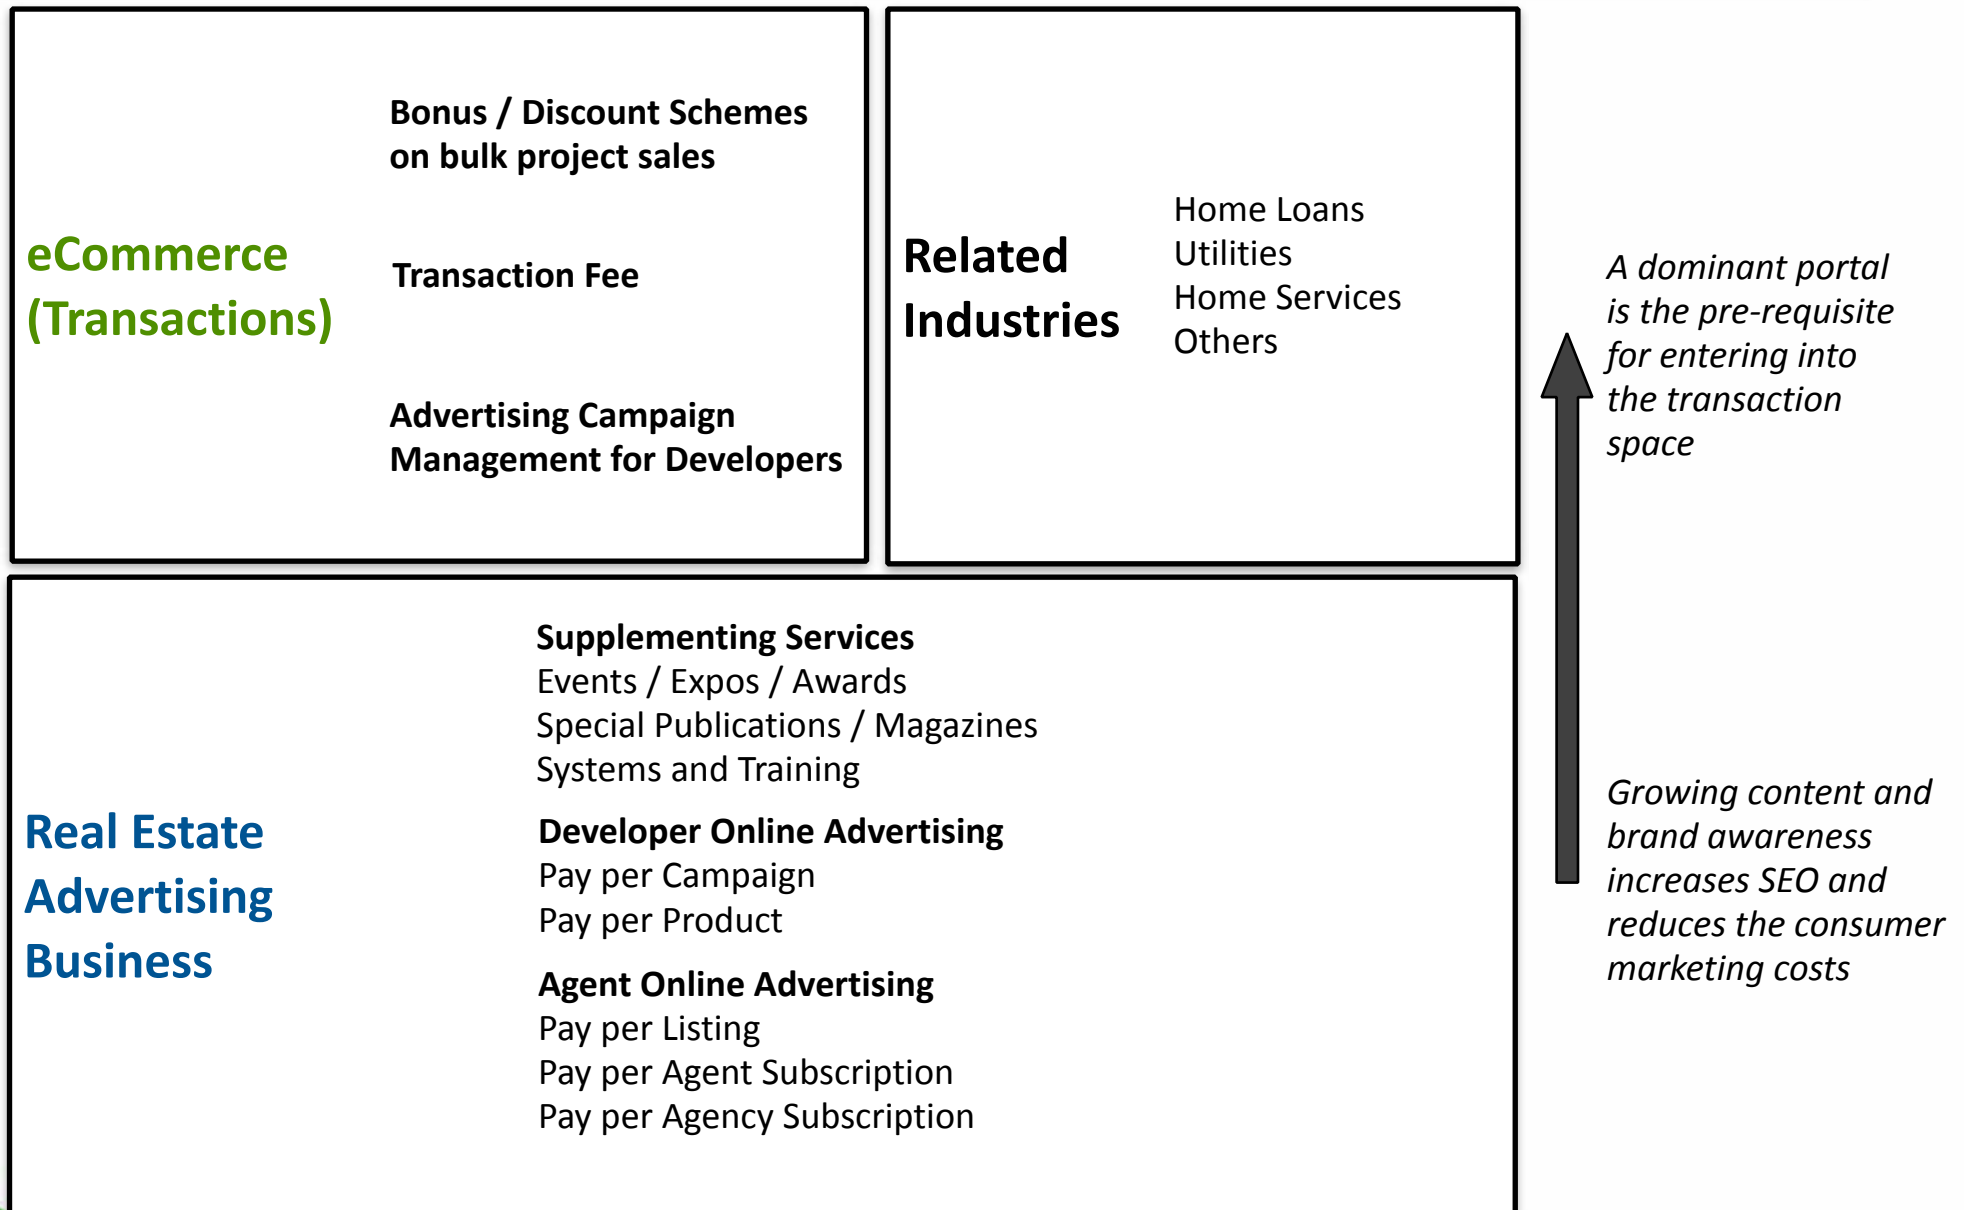 eCommerce
(Transactions)
Bonus / Discount Schemes
on bulk project sales
Transaction Fee
Advertising Campaign
Management for Developers
Related
Industries
Home Loans
Utilities
Home Services
Others
A dominant portal
is the pre-requisite
for entering into
the transaction
space
Real Estate
Advertising
Business
Supplementing Services
Events / Expos / Awards
Special Publications / Magazines
Systems and Training
Developer Online Advertising
Pay per Campaign
Pay per Product
Agent Online Advertising
Pay per Listing
Pay per Agent Subscription
Pay per Agency Subscription
Growing content and
brand awareness
increases SEO and
reduces the consumer
marketing costs